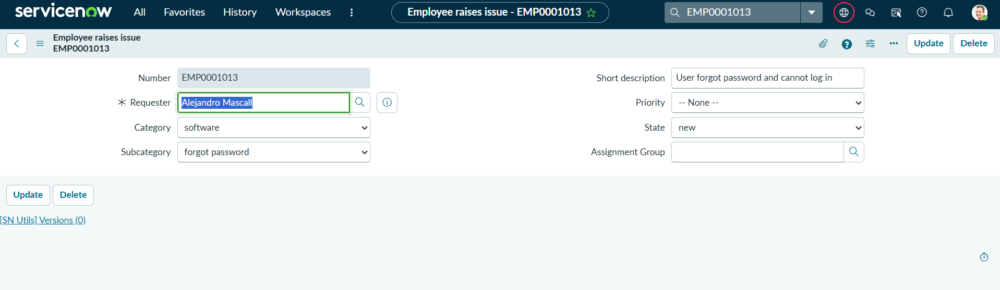 servicenow All Favorites History Workspaces Employee raises issue - EMP0001013 EMP0001013
Employee raises issue
EMP0001013
Update Delete
Number EMP0001013
Requester Alejandro Mascall
Category software
Subcategory forgot password
Short description User forgot password and cannot log in
Priority -- None --
State new
Assignment Group
Update Delete
[SN Utils] Versions (0)